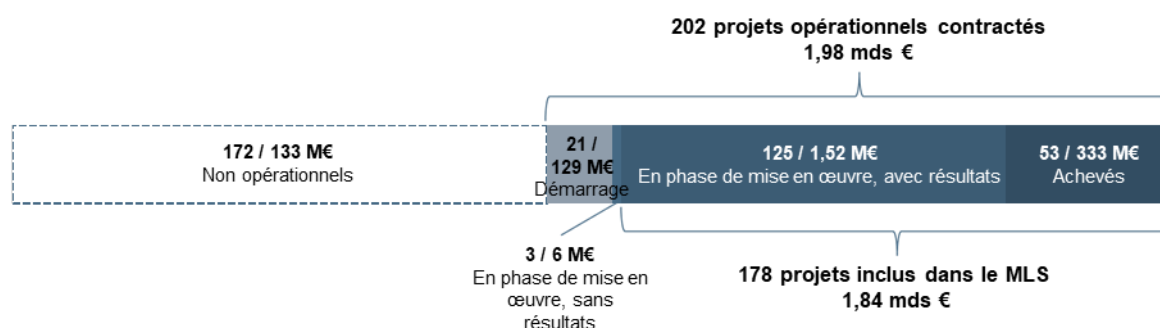 202 projets opérationnels contractés
1,98 mds €
172 / 133 M€
Non opérationnels
21 /
129 M€
Démarrage
125 / 1,52 M€
En phase de mise en œuvre, avec résultats
53 / 333 M€
Achevés
3 / 6 M€
En phase de mise en
œuvre, sans
résultats
178 projets inclus dans le MLS
1,84 mds €